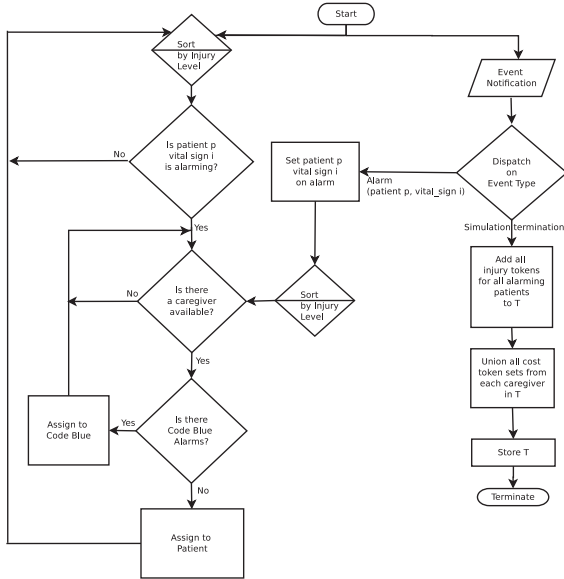 Start
Sort
by Injury
Level
Event
Notification
Is patient p
vital sign i
is alarming?
No
Yes
Set patient p
vital sign i
on alarm
Alarm
(patient p, vital_sign i)
Dispatch
on
Event Type
Simulation termination
Add all
injury tokens
for all alarming
patients
to T
Is there
a caregiver
available?
No
Yes
Sort
by Injury
Level
Union all cost
token sets from
each caregiver
in T
Assign to
Code Blue
Yes
Is there
Code Blue
Alarms?
No
Store T
Terminate
Assign to
Patient